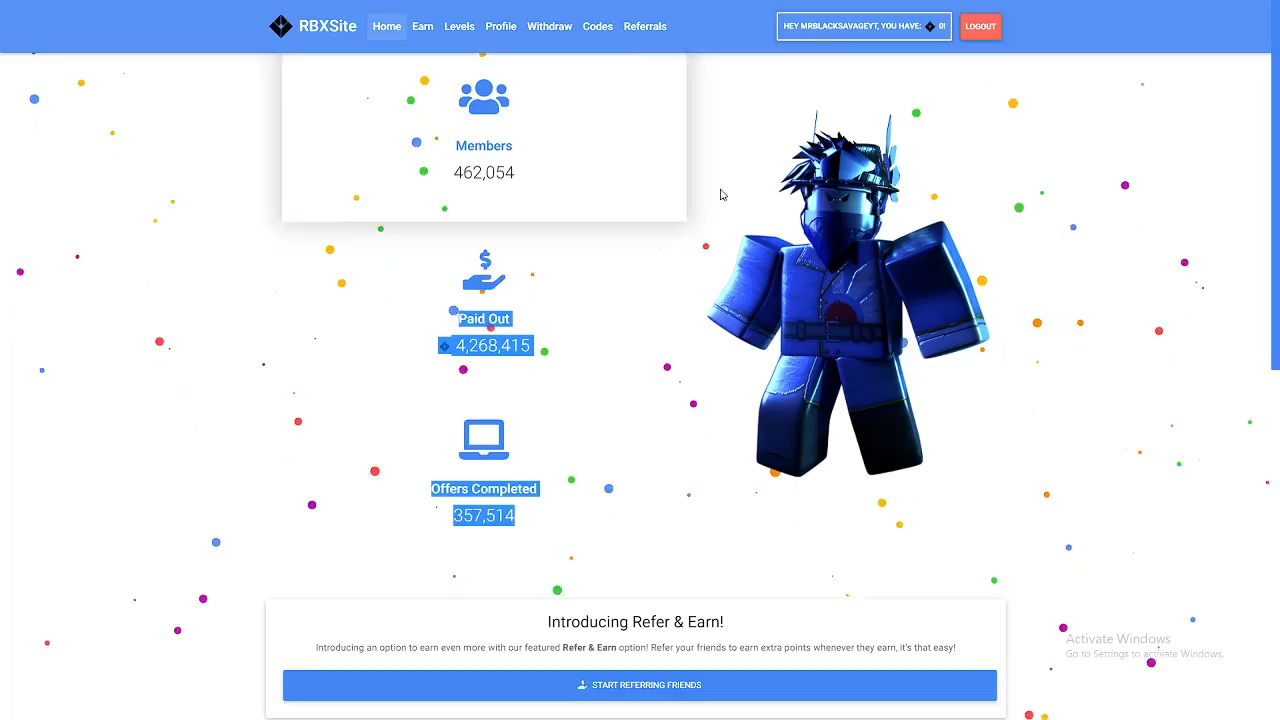 RBXSite Home Earn Levels Profile Withdraw Codes Referrals HEY MRBLACKSAVAGEYT, YOU HAVE: 0! LOGOUT
Members
462,054
Paid Out
4,268,415
Offers Completed
357,514
Introducing Refer & Earn!
Introducing an option to earn even more with our featured Refer & Earn option! Refer your friends to earn extra points whenever they earn, it's that easy!
START REFERRING FRIENDS
Activate Windows
Go to Settings to activate Windows.